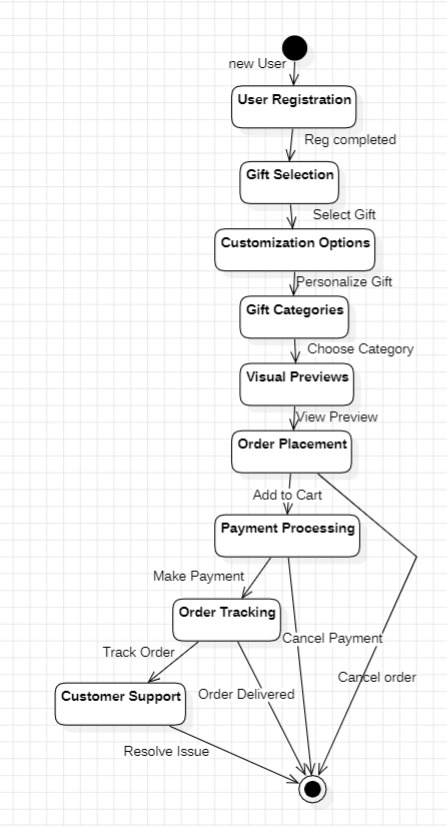 new User
User Registration
Reg completed
Gift Selection
Select Gift
Customization Options
Personalize Gift
Gift Categories
Choose Category
Visual Previews
View Preview
Order Placement
Add to Cart
Payment Processing
Make Payment
Order Tracking
Cancel Payment
Track Order
Cancel order
Customer Support
Order Delivered
Resolve Issue